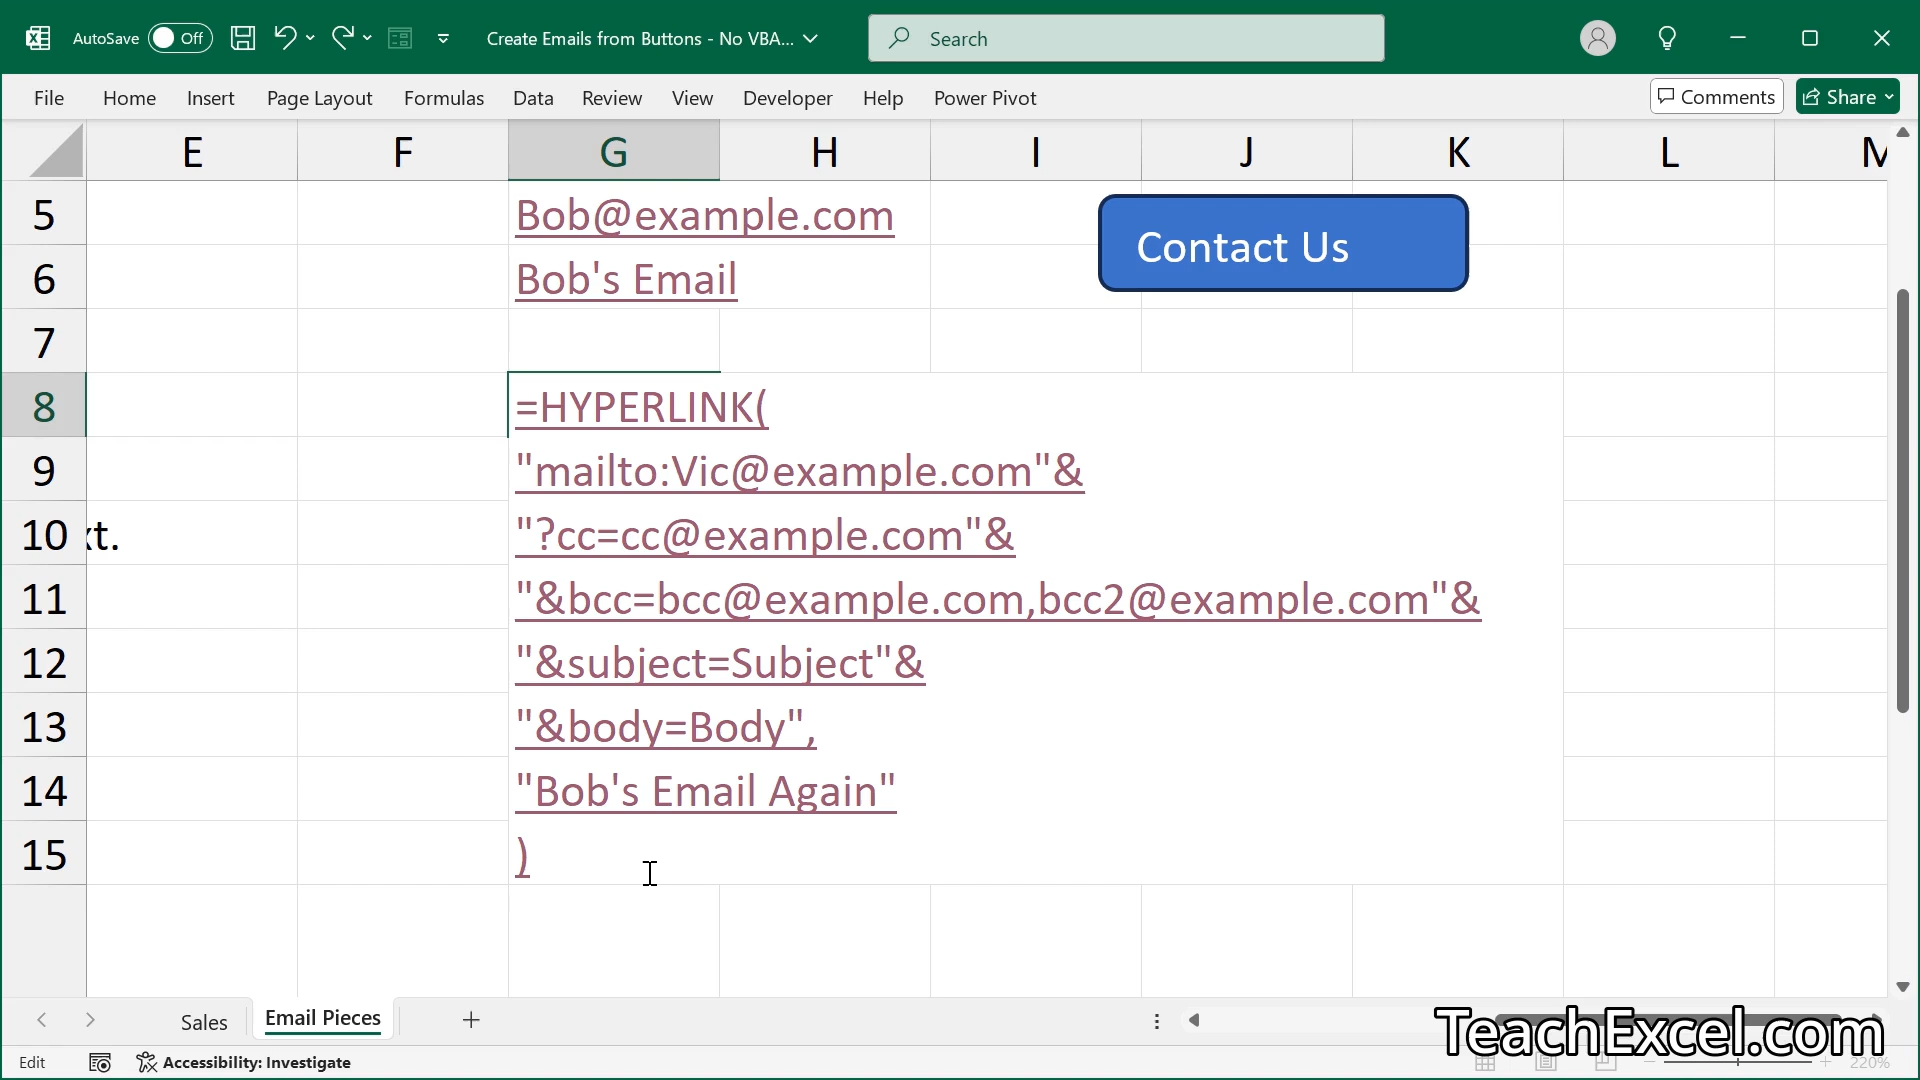 AutoSave Off Create Emails from Buttons - No VBA... Search
File Home Insert Page Layout Formulas Data Review View Developer Help Power Pivot Comments Share
E F G H I J K L M
5 Bob@example.com
Contact Us
6 Bob's Email
7
8 =HYPERLINK(
9 "mailto:Vic@example.com"&
10 xt. "?cc=cc@example.com"&
11 "&bcc=bcc@example.com,bcc2@example.com"&
12 "&subject=Subject"&
13 "&body=Body",
14 "Bob's Email Again"
15 )
Sales Email Pieces
TeachExcel.com
Edit Accessibility: Investigate 220%